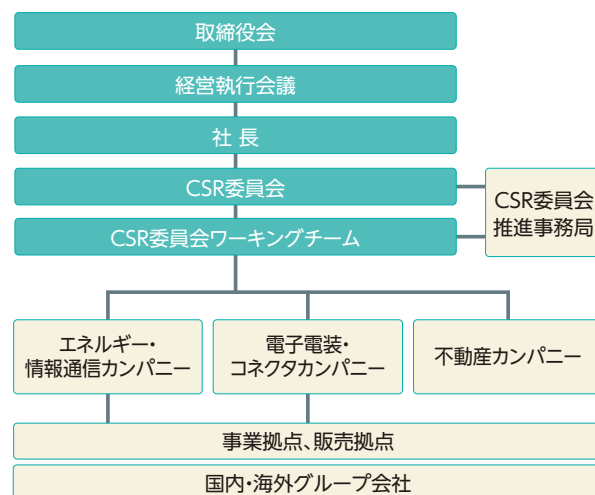 取締役会
経営執行会議
社 長
CSR委員会
CSR委員会
推進事務局
CSR委員会ワーキングチーム
エネルギー・
情報通信カンパニー
電子電装・
コネクタカンパニー
不動産カンパニー
事業拠点、販売拠点
国内・海外グループ会社